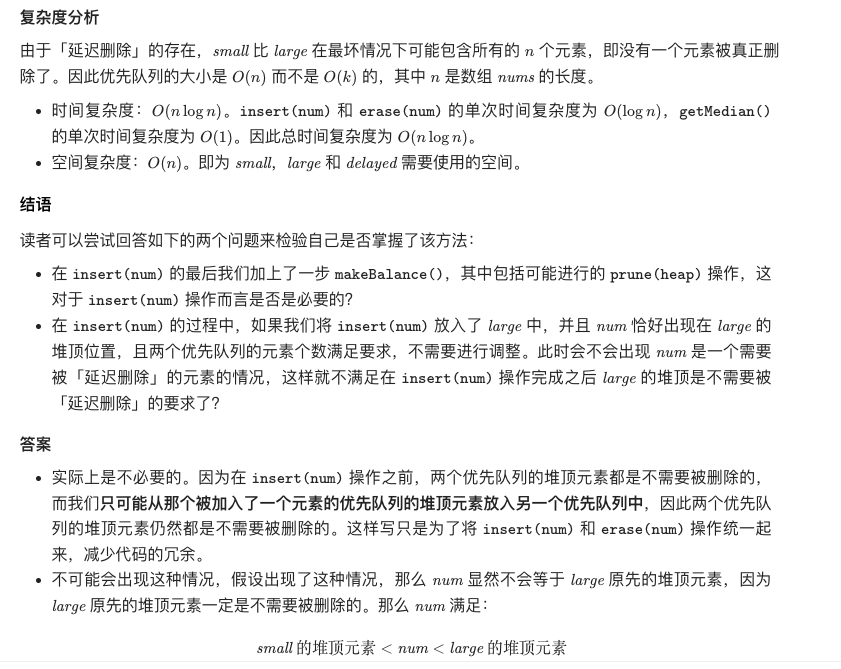 复杂度分析
由于「延迟删除」的存在，small 比 large 在最坏情况下可能包含所有的 n 个元素，即没有一个元素被真正删
除了。因此优先队列的大小是 O(n) 而不是 O(k) 的，其中 n 是数组 nums 的长度。
• 时间复杂度：O(n log n)。insert(num) 和 erase(num) 的单次时间复杂度为 O(log n)，getMedian()
的单次时间复杂度为 O(1)。因此总时间复杂度为 O(n log n)。
• 空间复杂度：O(n)。即为 small，large 和 delayed 需要使用的空间。
结语
读者可以尝试回答如下的两个问题来检验自己是否掌握了该方法：
• 在 insert(num) 的最后我们加上了一步 makeBalance()，其中包括可能进行的 prune(heap) 操作，这
对于 insert(num) 操作而言是否是必要的？
• 在 insert(num) 的过程中，如果我们将 insert(num) 放入了 large 中，并且 num 恰好出现在 large 的
堆顶位置，且两个优先队列的元素个数满足要求，不需要进行调整。此时会不会出现 num 是一个需要
被「延迟删除」的元素的情况，这样就不满足在 insert(num) 操作完成之后 large 的堆顶是不需要被
「延迟删除」的要求了？
答案
• 实际上是不必要的。因为在 insert(num) 操作之前，两个优先队列的堆顶元素都是不需要被删除的，
而我们只可能从那个被加入了一个元素的优先队列的堆顶元素放入另一个优先队列中，因此两个优先队
列的堆顶元素仍然都是不需要被删除的。这样写只是为了将 insert(num) 和 erase(num) 操作统一起
来，减少代码的冗余。
• 不可能会出现这种情况，假设出现了这种情况，那么 num 显然不会等于 large 原先的堆顶元素，因为
large 原先的堆顶元素一定是不需要被删除的。那么 num 满足：
small 的堆顶元素 < num < large 的堆顶元素